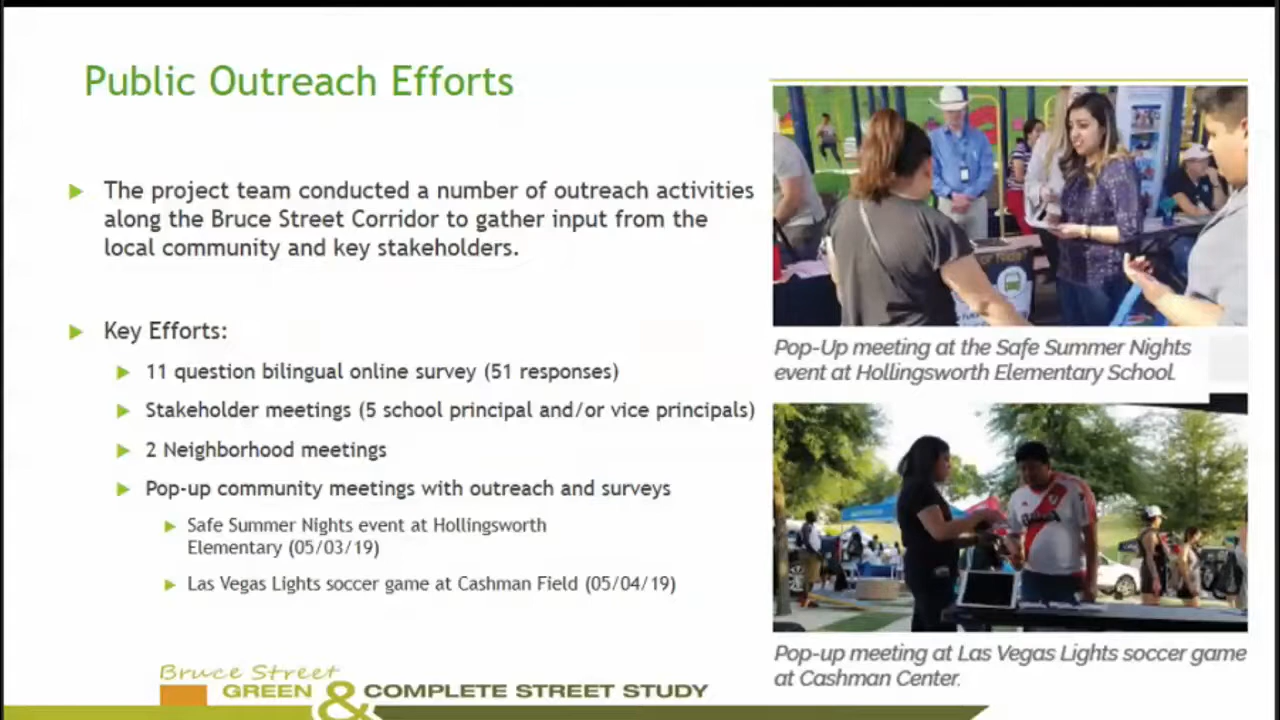 Public Outreach Efforts
The project team conducted a number of outreach activities
along the Bruce Street Corridor to gather input from the
local community and key stakeholders.
Key Efforts:
11 question bilingual online survey (51 responses)
Stakeholder meetings (5 school principal and/or vice principals)
2 Neighborhood meetings
Pop-up community meetings with outreach and surveys
Safe Summer Nights event at Hollingsworth
Elementary (05/03/19)
Las Vegas Lights soccer game at Cashman Field (05/04/19)
Pop-Up meeting at the Safe Summer Nights
event at Hollingsworth Elementary School.
Pop-up meeting at Las Vegas Lights soccer game
at Cashman Center.
Bruce Street
GREEN & COMPLETE STREET STUDY